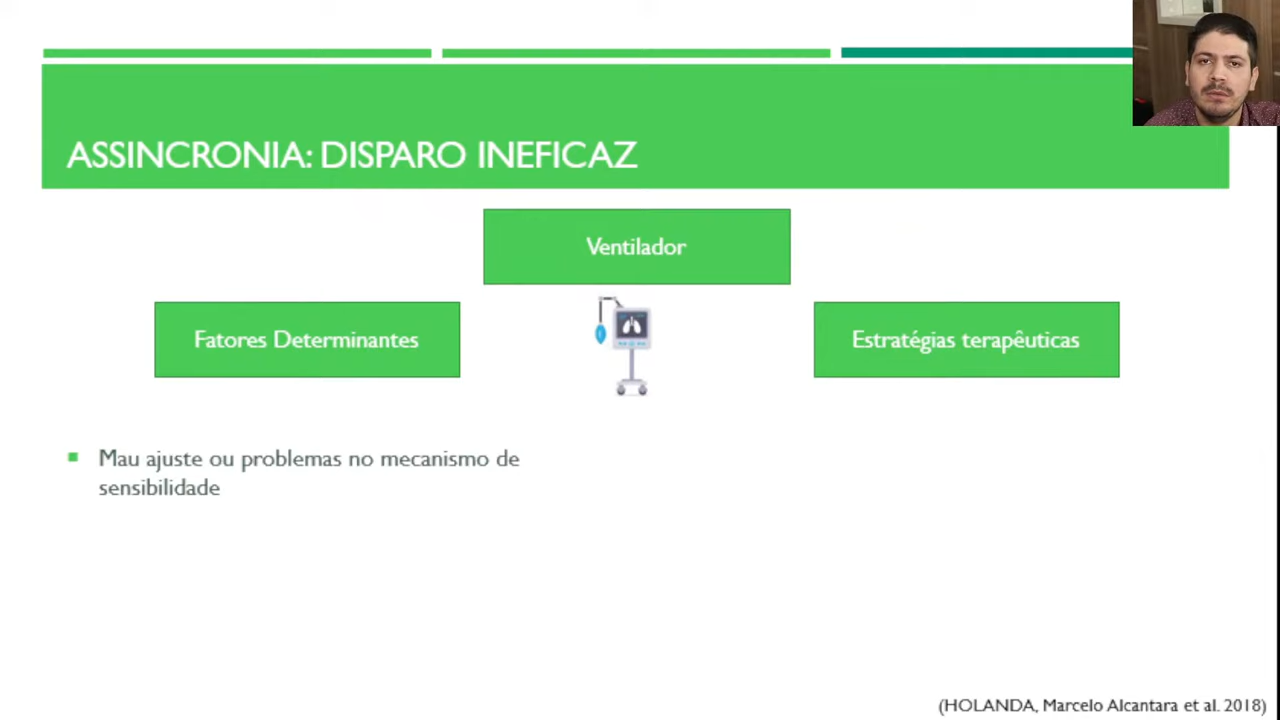 ASSINCRONIA: DISPARO INEFICAZ
Ventilador
Fatores Determinantes
Estratégias terapêuticas
Mau ajuste ou problemas no mecanismo de
sensibilidade
(HOLANDA, Marcelo Alcantara et al. 2018)